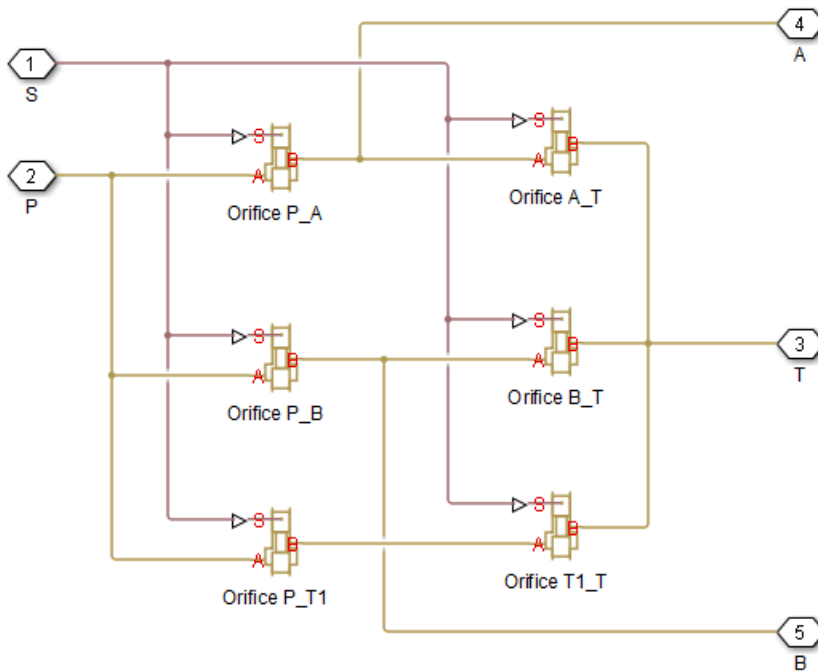 4
A
1
S
S
B
A
Orifice P_A
S
B
A
Orifice A_T
2
P
S
B
A
Orifice P_B
S
B
A
Orifice B_T
3
T
S
B
A
Orifice P_T1
S
B
A
Orifice T1_T
5
B